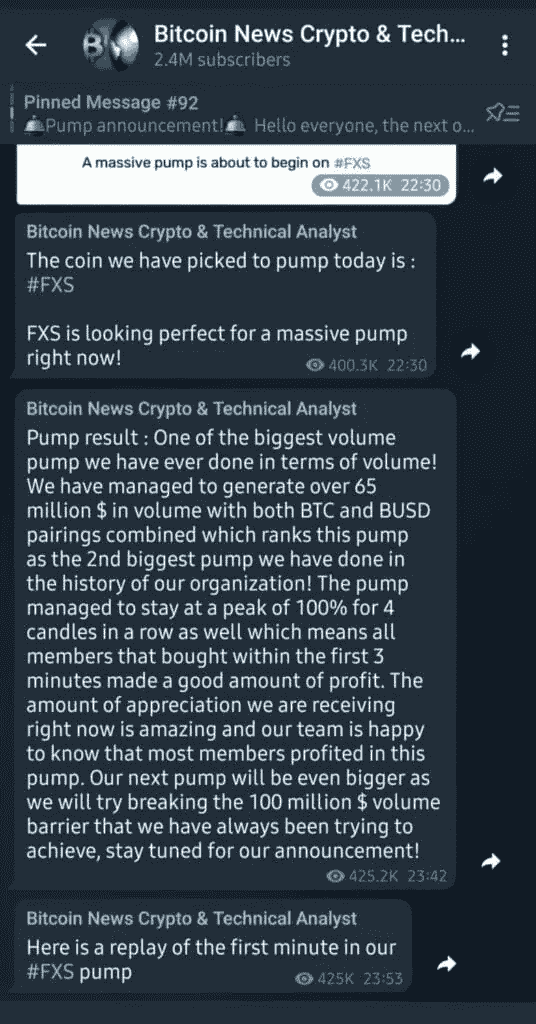 Bitcoin News Crypto & Tech...
2.4M subscribers
Pinned Message #92
Pump announcement! Hello everyone, the next o...
A massive pump is about to begin on #FXS
422.1K 22:30
Bitcoin News Crypto & Technical Analyst
The coin we have picked to pump today is :
#FXS
FXS is looking perfect for a massive pump
right now!
400.3K 22:30
Bitcoin News Crypto & Technical Analyst
Pump result : One of the biggest volume
pump we have ever done in terms of volume!
We have managed to generate over 65
million $ in volume with both BTC and BUSD
pairings combined which ranks this pump
as the 2nd biggest pump we have done in
the history of our organization! The pump
managed to stay at a peak of 100% for 4
candles in a row as well which means all
members that bought within the first 3
minutes made a good amount of profit. The
amount of appreciation we are receiving
right now is amazing and our team is happy
to know that most members profited in this
pump. Our next pump will be even bigger as
we will try breaking the 100 million $ volume
barrier that we have always been trying to
achieve, stay tuned for our announcement!
425.2K 23:42
Bitcoin News Crypto & Technical Analyst
Here is a replay of the first minute in our
#FXS pump
425K 23:53